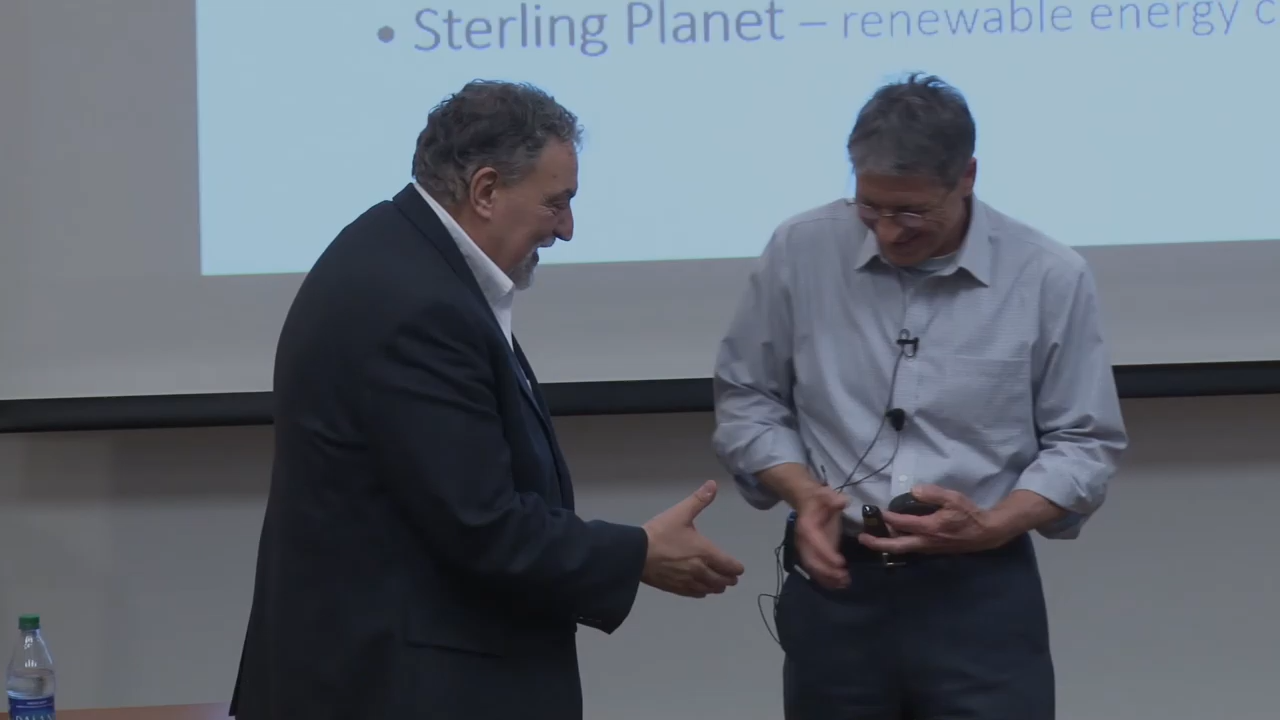 • Sterling Planet – renewable energy c